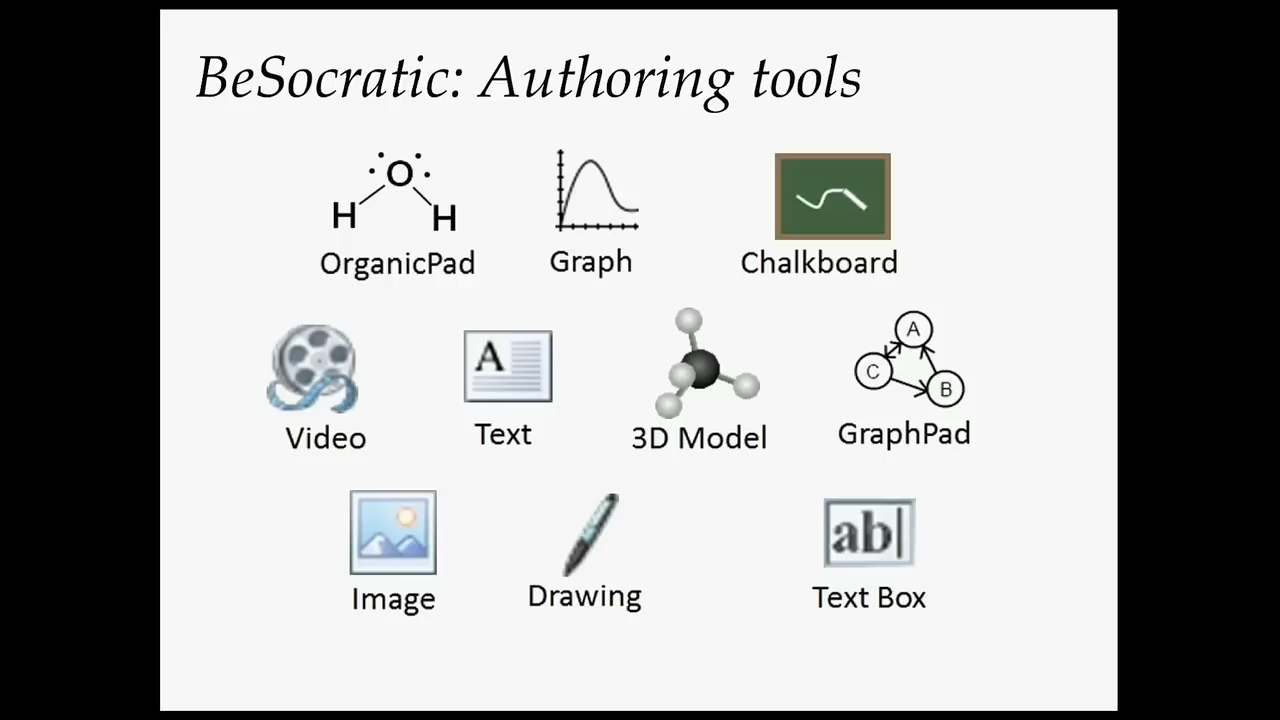 BeSocratic: Authoring tools
O
H H
OrganicPad Graph Chalkboard
A
A
C
B
Video Text 3D Model GraphPad
ab|
Image Drawing Text Box